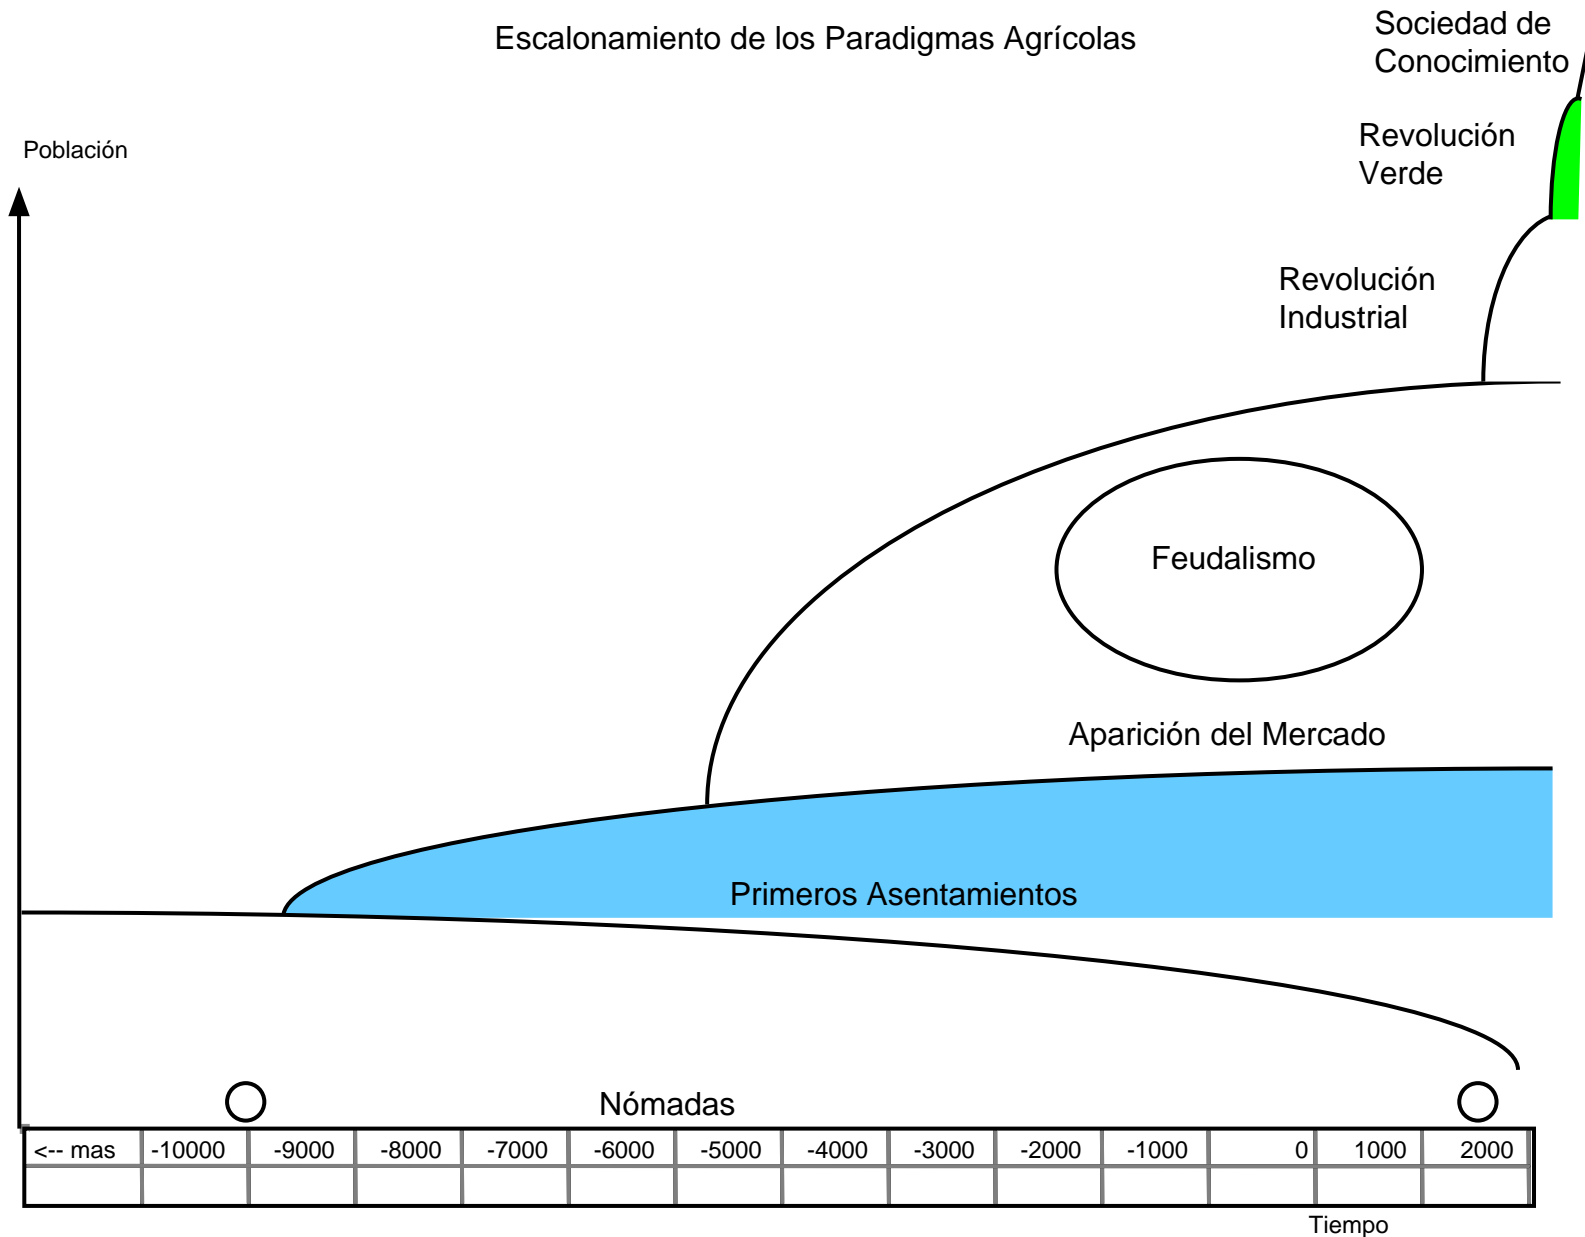 Escalonamiento de los Paradigmas Agrícolas
Sociedad de
Conocimiento
Población
Revolución
Verde
Revolución
Industrial
Feudalismo
Aparición del Mercado
Primeros Asentamientos
Nómadas
<-- mas -10000 -9000 -8000 -7000 -6000 -5000 -4000 -3000 -2000 -1000 0 1000 2000
Tiempo